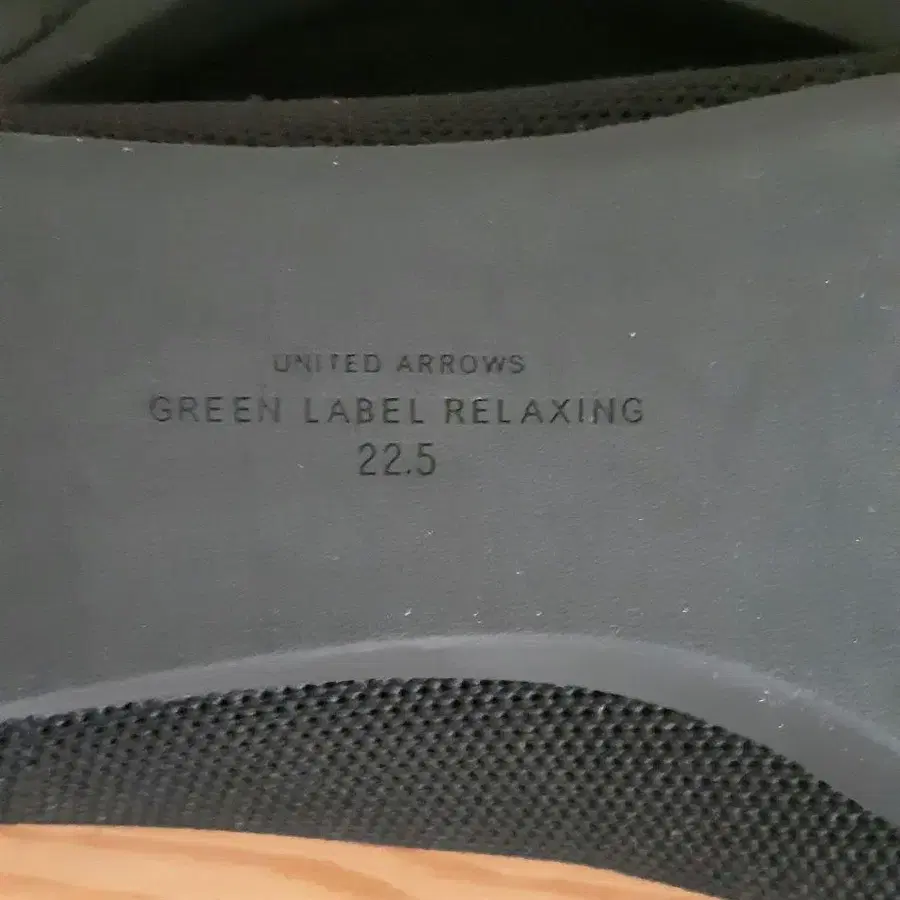 UNITED ARROWS
GREEN LABEL RELAXING
22.5